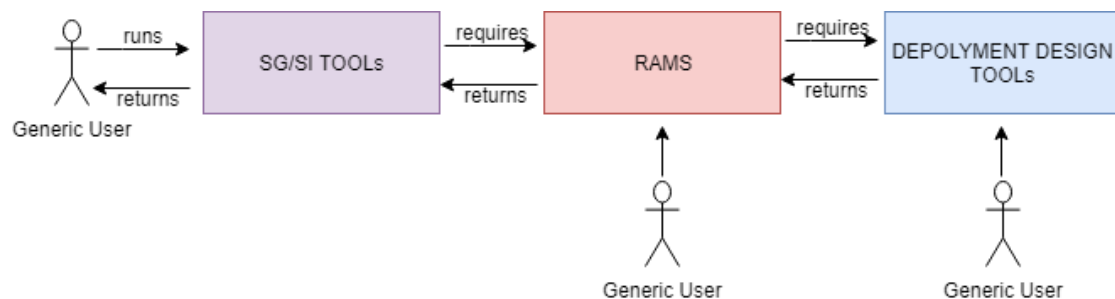 runs
returns
Generic User
SG/SI TOOLs
requires
returns
RAMS
requires
returns
DEPOLYMENT DESIGN
TOOLs
Generic User
Generic User